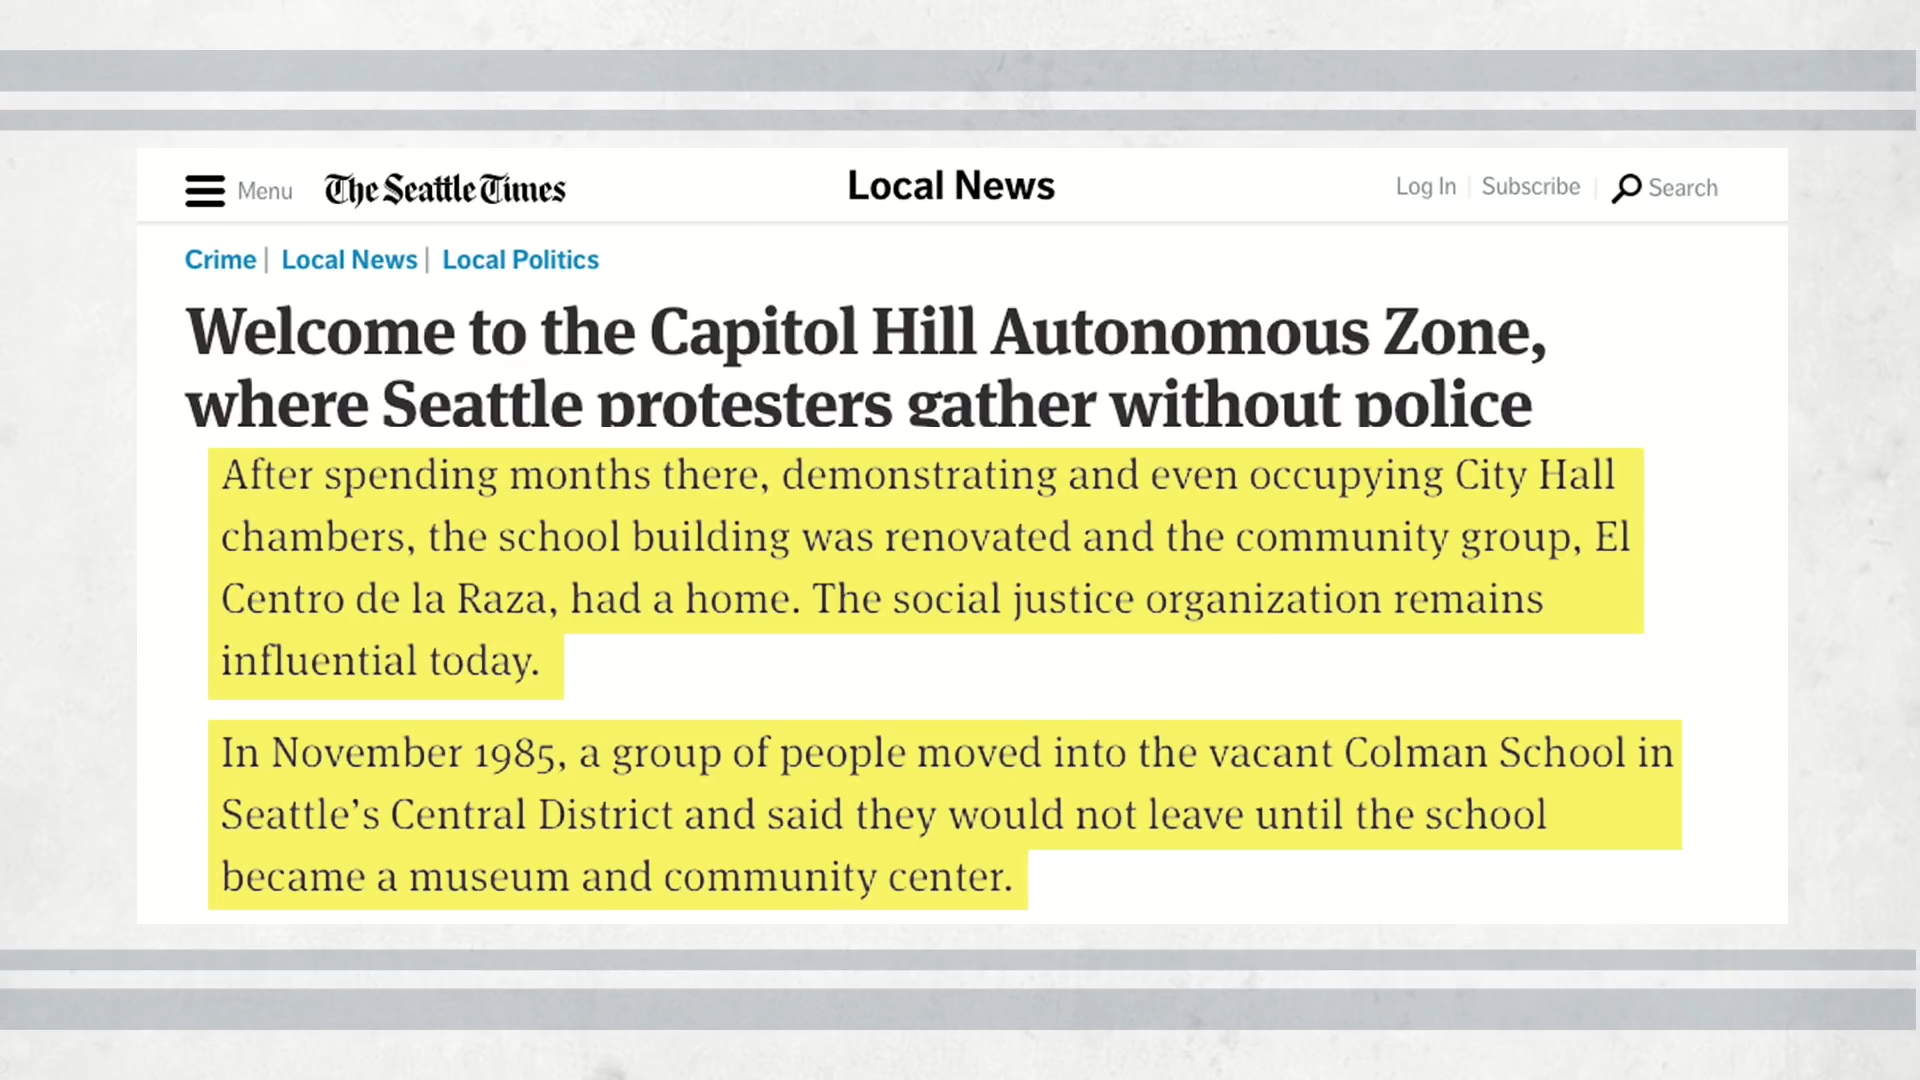 Menu
The Seattle Times
Local News
Log In
Subscribe
Search
Crime | Local News | Local Politics
Welcome to the Capitol Hill Autonomous Zone,
where Seattle protesters gather without police
After spending months there, demonstrating and even occupying City Hall
chambers, the school building was renovated and the community group, El
Centro de la Raza, had a home. The social justice organization remains
influential today.
In November 1985, a group of people moved into the vacant Colman School in
Seattle’s Central District and said they would not leave until the school
became a museum and community center.